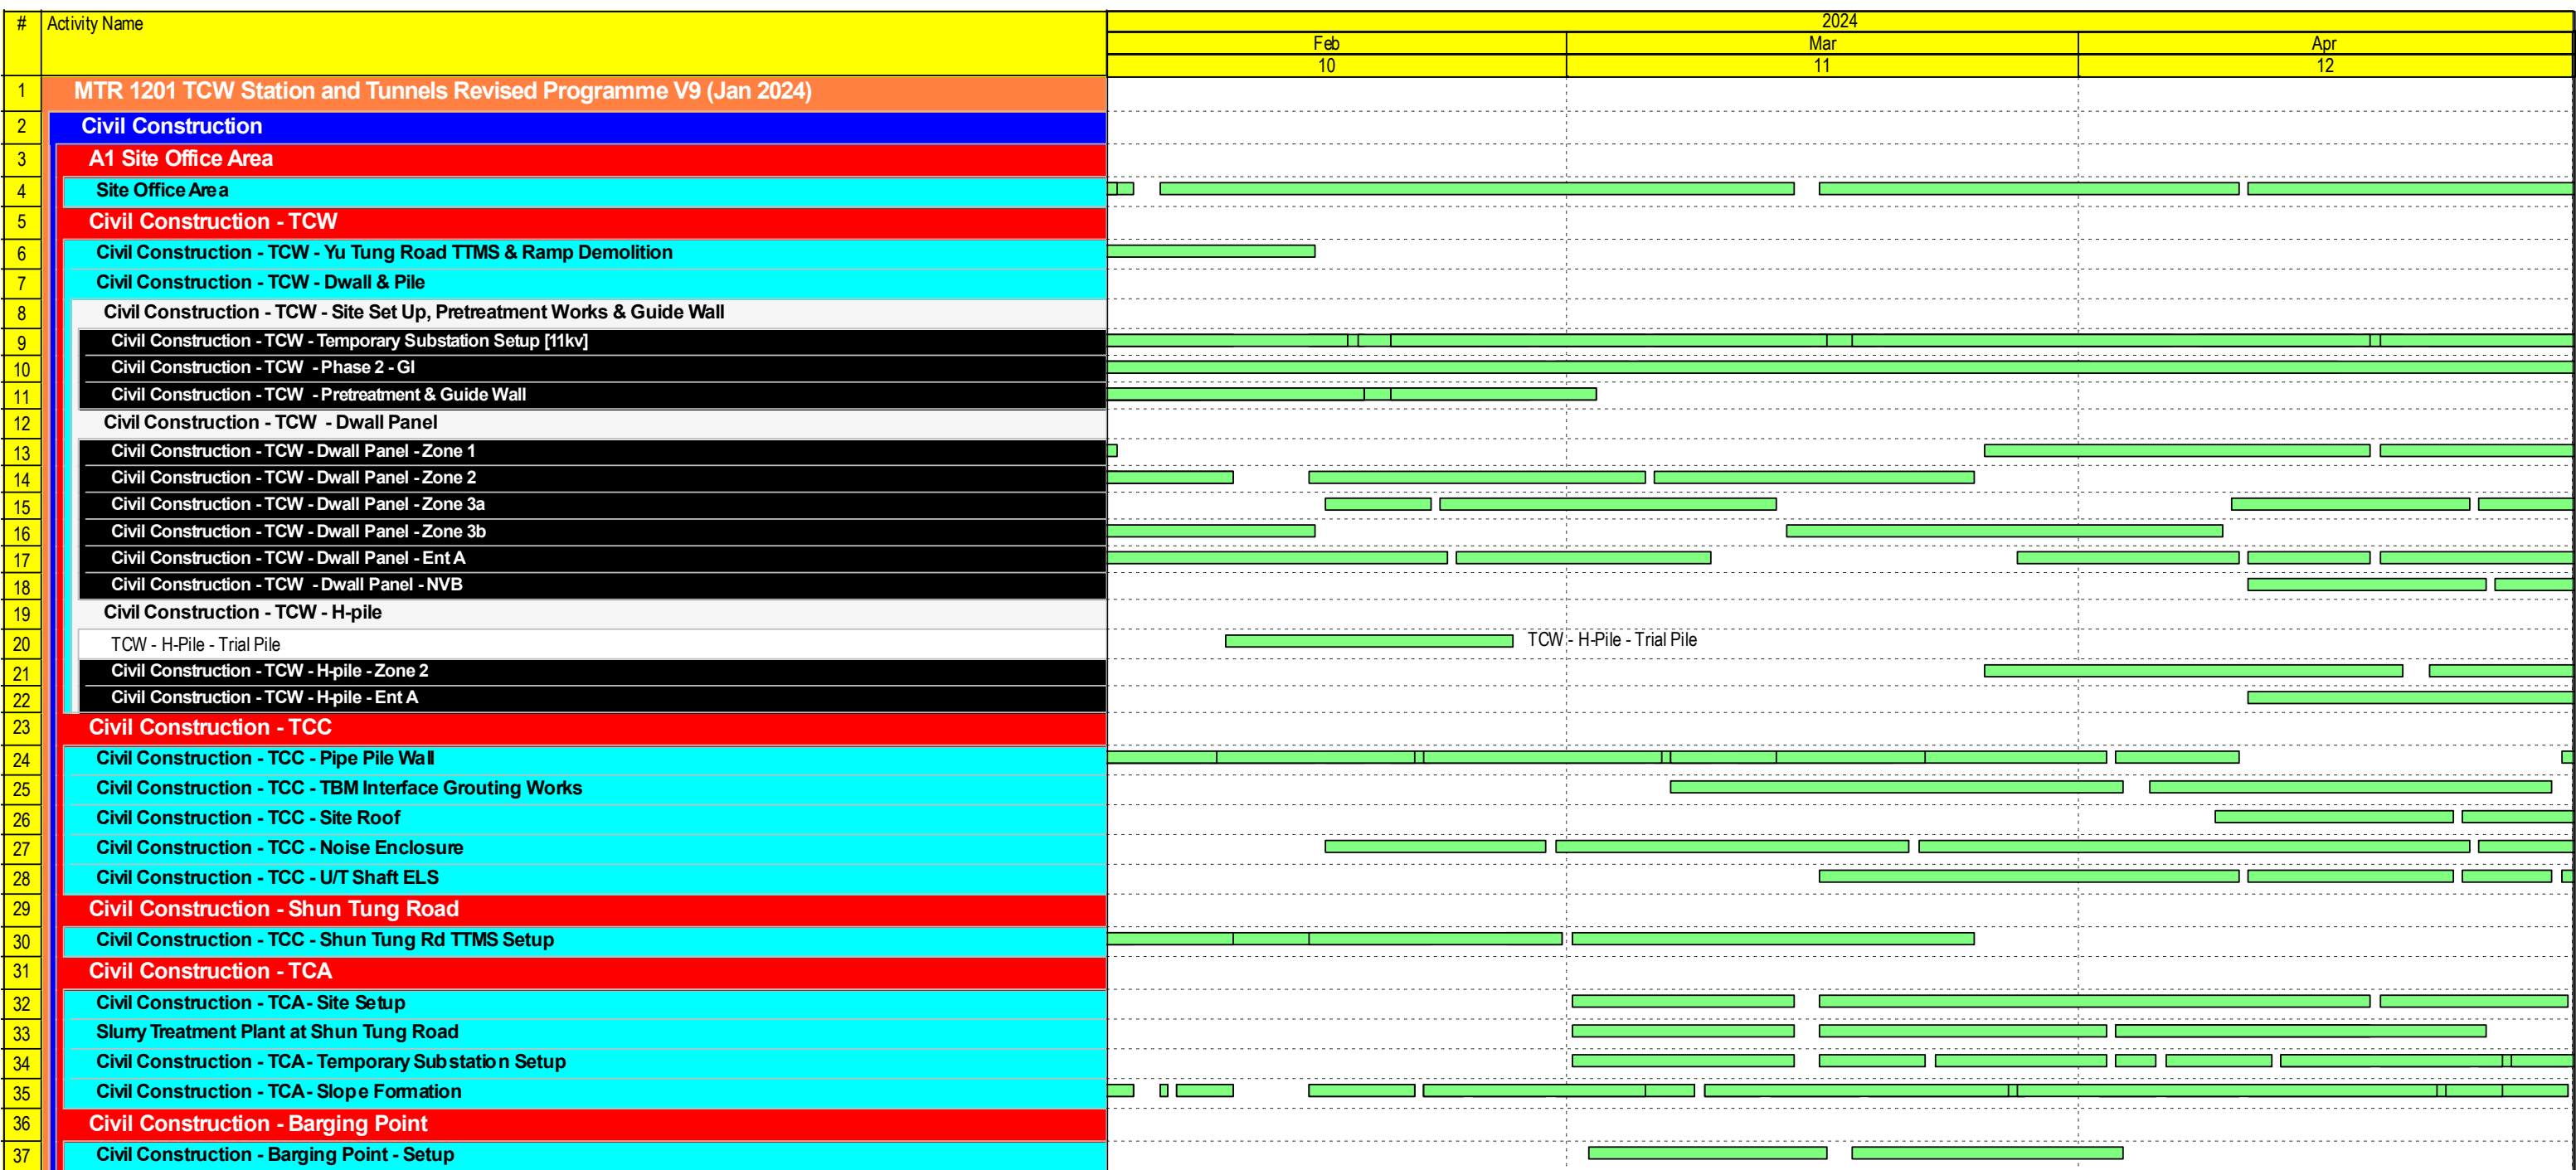 # Activity Name 2024
Feb Mar Apr
10 11 12
1 MTR 1201 TCW Station and Tunnels Revised Programme V9 (Jan 2024)
2 Civil Construction
3 A1 Site Office Area
4 Site Office Area
5 Civil Construction - TCW
6 Civil Construction - TCW - Yu Tung Road TTMS & Ramp Demolition
7 Civil Construction - TCW - Dwall & Pile
8 Civil Construction - TCW - Site Set Up, Pretreatment Works & Guide Wall
9 Civil Construction - TCW - Temporary Substation Setup [11kv]
10 Civil Construction - TCW - Phase 2 - GI
11 Civil Construction - TCW - Pretreatment & Guide Wall
12 Civil Construction - TCW - Dwall Panel
13 Civil Construction - TCW - Dwall Panel - Zone 1
14 Civil Construction - TCW - Dwall Panel - Zone 2
15 Civil Construction - TCW - Dwall Panel - Zone 3a
16 Civil Construction - TCW - Dwall Panel - Zone 3b
17 Civil Construction - TCW - Dwall Panel - Ent A
18 Civil Construction - TCW - Dwall Panel - NVB
19 Civil Construction - TCW - H-pile
20 TCW - H-Pile - Trial Pile TCW - H-Pile - Trial Pile
21 Civil Construction - TCW - H-pile - Zone 2
22 Civil Construction - TCW - H-pile - Ent A
23 Civil Construction - TCC
24 Civil Construction - TCC - Pipe Pile Wall
25 Civil Construction - TCC - TBM Interface Grouting Works
26 Civil Construction - TCC - Site Roof
27 Civil Construction - TCC - Noise Enclosure
28 Civil Construction - TCC - U/T Shaft ELS
29 Civil Construction - Shun Tung Road
30 Civil Construction - TCC - Shun Tung Rd TTMS Setup
31 Civil Construction - TCA
32 Civil Construction - TCA - Site Setup
33 Slurry Treatment Plant at Shun Tung Road
34 Civil Construction - TCA - Temporary Substation Setup
35 Civil Construction - TCA - Slope Formation
36 Civil Construction - Barging Point
37 Civil Construction - Barging Point - Setup